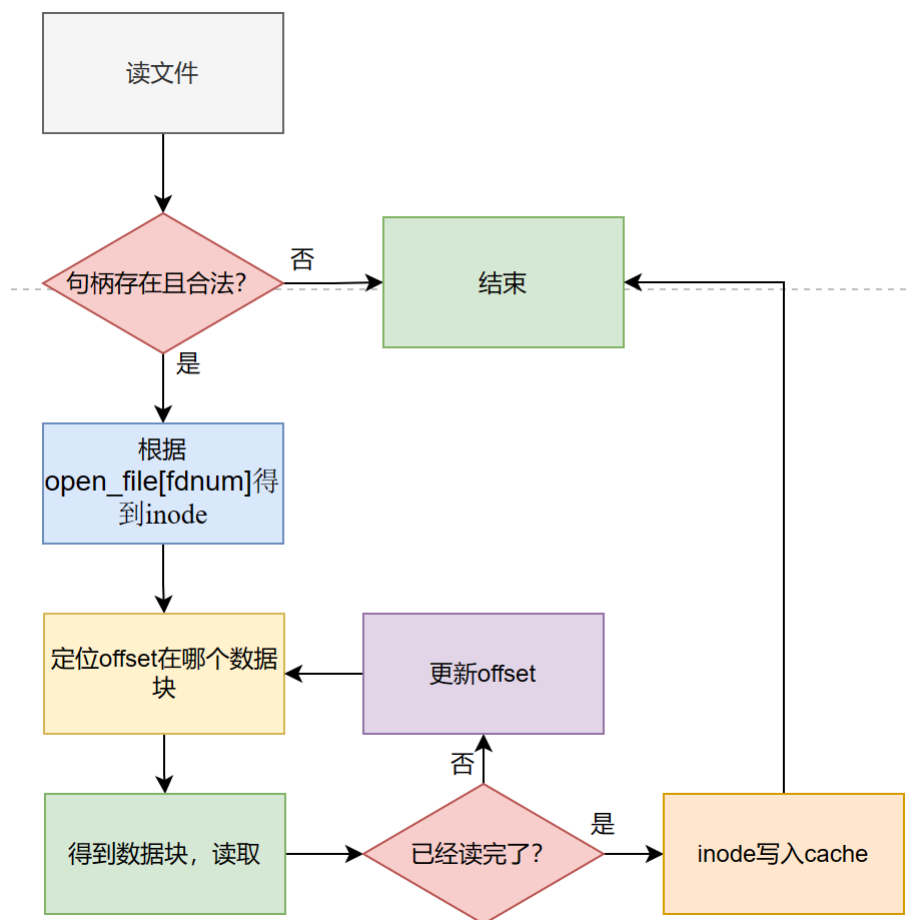 读文件
句柄存在且合法？
否
结束
是
根据
open_file[fdnum]得
到inode
定位offset在哪个数据
块
更新offset
否
得到数据块，读取
已经读完了？
是
inode写入cache